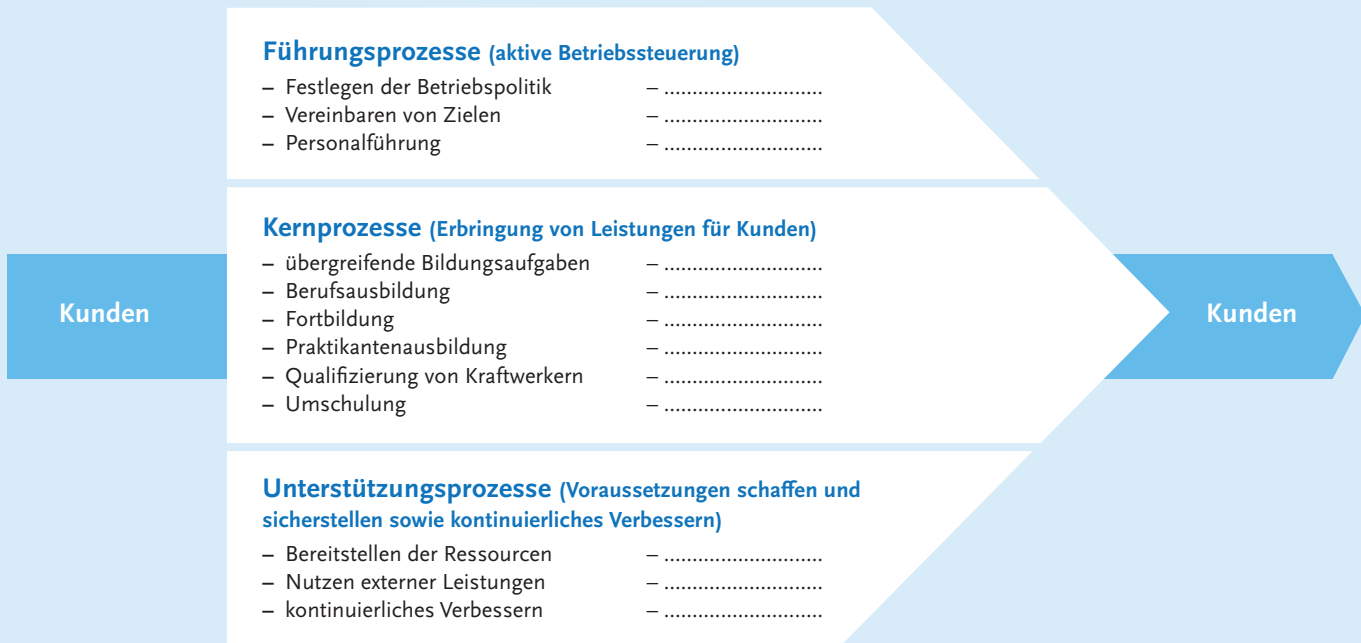 Führungsprozesse (aktive Betriebssteuerung)
– Festlegen der Betriebspolitik – ............................
– Vereinbaren von Zielen – ............................
– Personalführung – ............................
Kernprozesse (Erbringung von Leistungen für Kunden)
– übergreifende Bildungsaufgaben – ............................
– Berufsausbildung – ............................
– Fortbildung – ............................
– Praktikantenausbildung – ............................
– Qualifizierung von Kraftwerkern – ............................
– Umschulung – ............................
Kunden
Kunden
Unterstützungsprozesse (Voraussetzungen schaffen und
sicherstellen sowie kontinuierliches Verbessern)
– Bereitstellen der Ressourcen – ............................
– Nutzen externer Leistungen – ............................
– kontinuierliches Verbessern – ............................